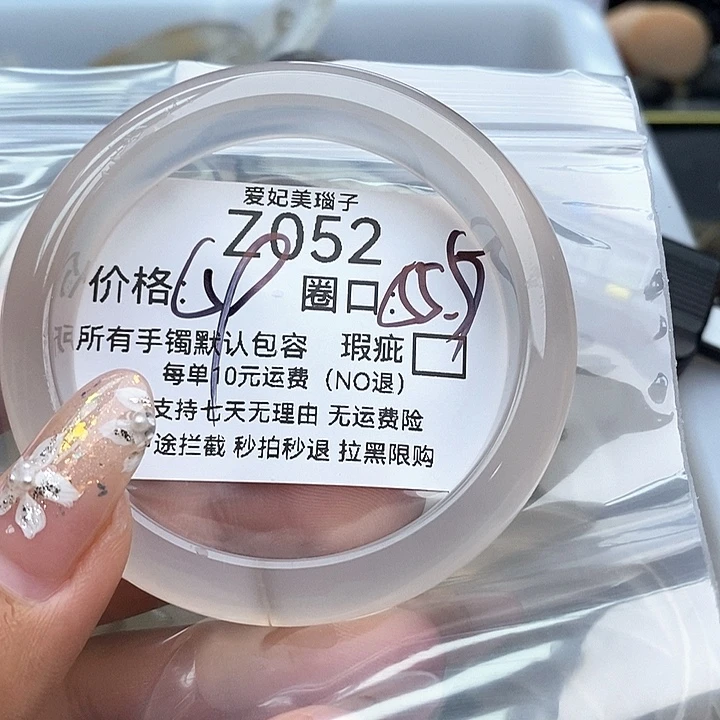 爱妃美瑙子
Z052
价格: 圈口:
所有手镯默认包容 瑕疵
每单10元运费（NO退）
支持七天无理由 无运费险
途拦截 秒拍秒退 拉黑限购